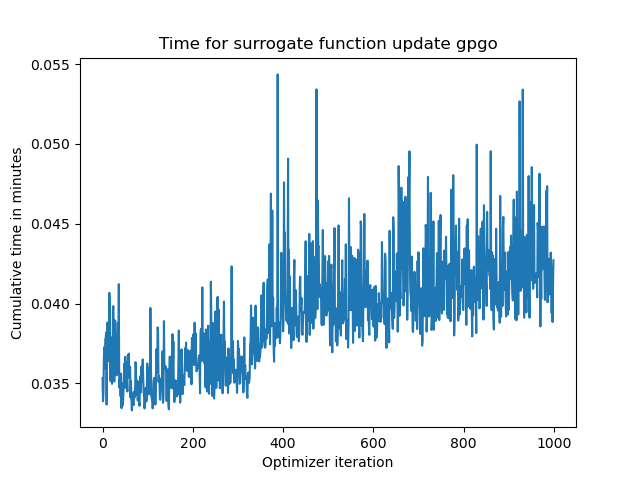 Time for surrogate function update gpgo
0.055
0.050
0.045
0.040
0.035
Cumulative time in minutes
0 200 400 600 800 1000
Optimizer iteration